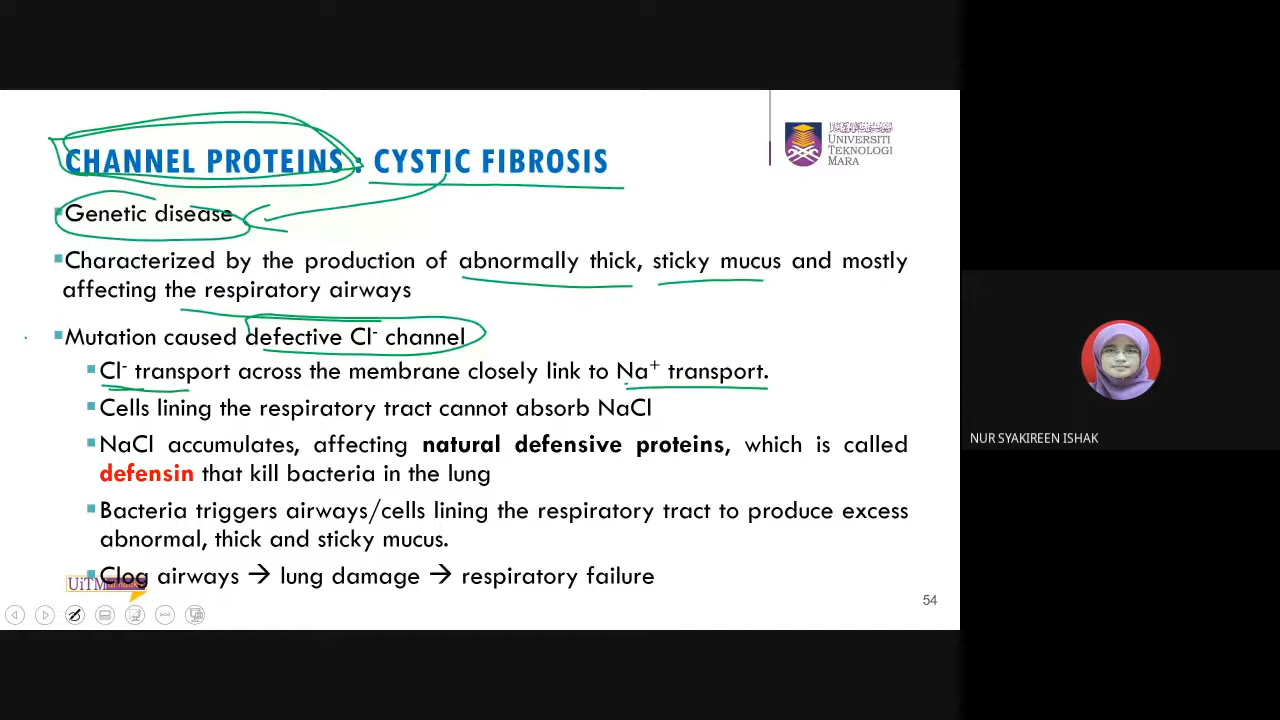 UNIVERSITI
TEKNOLOGI
MARA
CHANNEL PROTEINS : CYSTIC FIBROSIS
Genetic disease
Characterized by the production of abnormally thick, sticky mucus and mostly
affecting the respiratory airways
Mutation caused defective Cl⁻ channel
Cl⁻ transport across the membrane closely link to Na⁺ transport.
Cells lining the respiratory tract cannot absorb NaCl
NaCl accumulates, affecting natural defensive proteins, which is called
defensin that kill bacteria in the lung
Bacteria triggers airways/cells lining the respiratory tract to produce excess
abnormal, thick and sticky mucus.
Clog airways → lung damage → respiratory failure
UiTM
54
NUR SYAKIREEN ISHAK